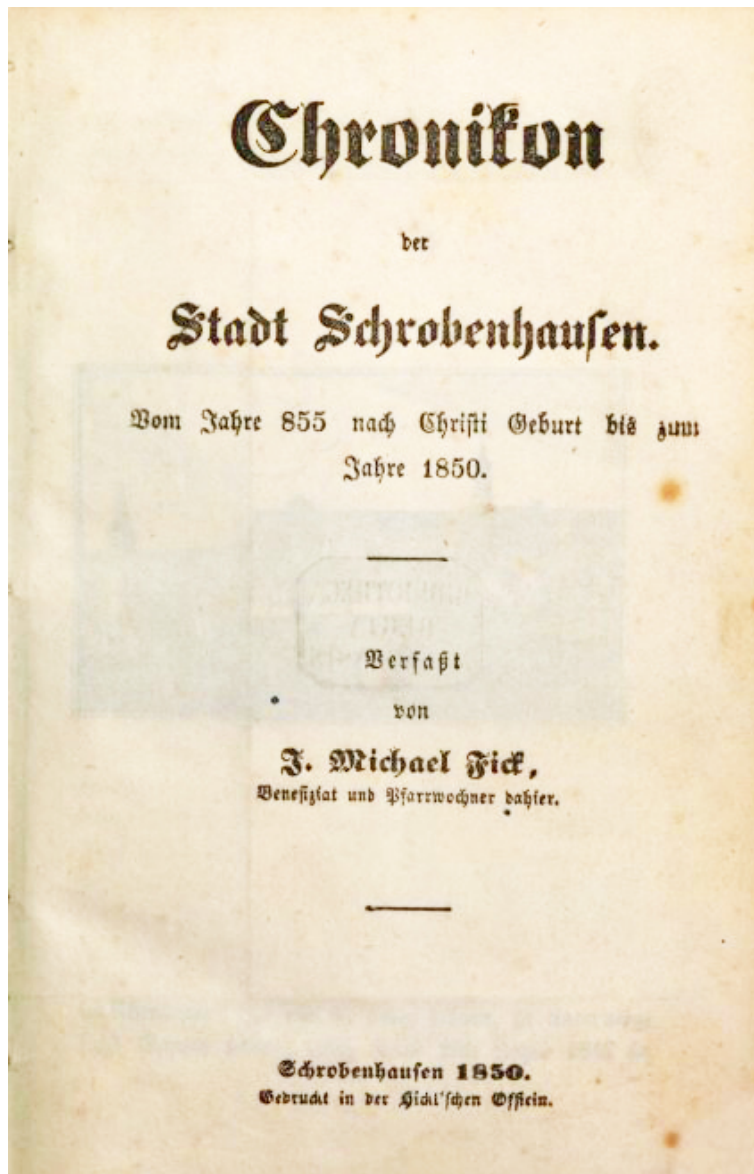 Chronikon
der
Stadt Schrobenhausen.
Vom Jahre 855 nach Christi Geburt bis zum
Jahre 1850.
Verfaßt
von
J. Michael Fick,
Benefiziat und Pfarrwochner dahier.
Schrobenhausen 1850.
Gedruckt in der Hickl'schen Offizin.